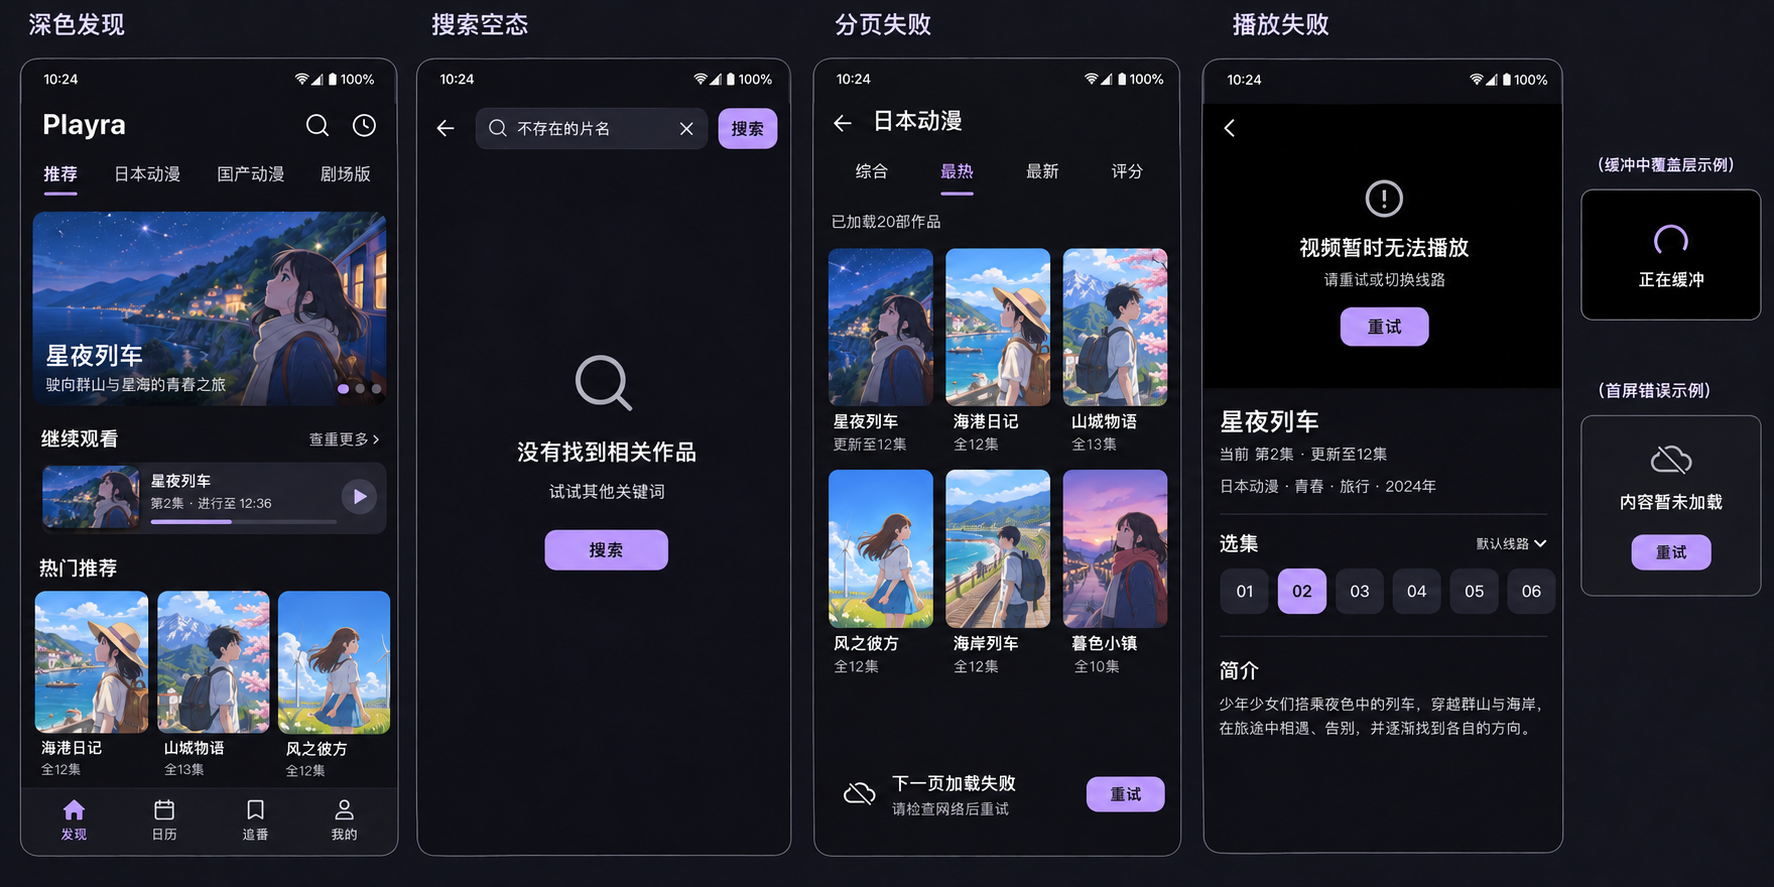 深色发现
10:24
100%
Playra
推荐
日本动漫
国产动漫
剧场版
星夜列车
驶向群山与星海的青春之旅
继续观看
查重更多
星夜列车
第2集 · 进行至 12:36
热门推荐
海港日记
全12集
山城物语
全13集
风之彼方
全12集
发现
日历
追番
我的
搜索空态
10:24
100%
不存在的片名
搜索
没有找到相关作品
试试其他关键词
搜索
分页失败
10:24
100%
日本动漫
综合
最热
最新
评分
已加载20部作品
星夜列车
更新至12集
海港日记
全12集
山城物语
全13集
风之彼方
全12集
海岸列车
全12集
暮色小镇
全10集
下一页加载失败
请检查网络后重试
重试
播放失败
10:24
100%
视频暂时无法播放
请重试或切换线路
重试
星夜列车
当前 第2集 · 更新至12集
日本动漫 · 青春 · 旅行 · 2024年
选集
默认线路
01
02
03
04
05
06
简介
少年少女们搭乘夜色中的列车，穿越群山与海岸，
在旅途中相遇、告别，并逐渐找到各自的方向。
（缓冲中覆盖层示例）
正在缓冲
（首屏错误示例）
内容暂未加载
重试